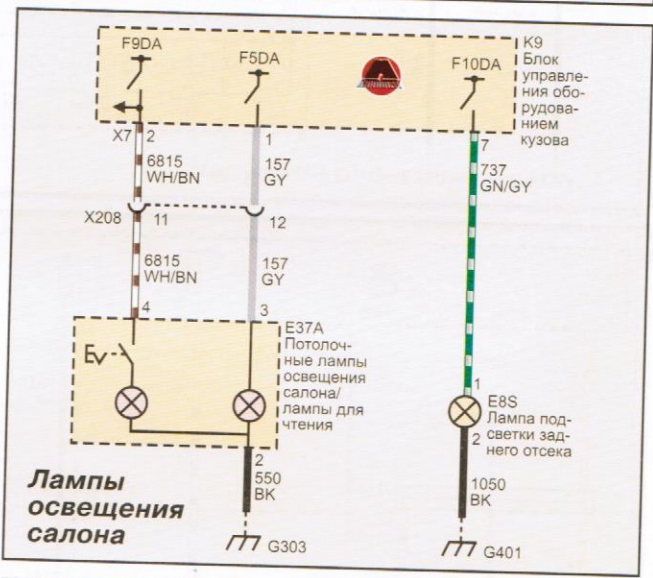 F9DA
F5DA
F10DA
K9
Блок
управле-
ния обо-
рудова-
нием
кузова
X7
2
1
7
6815
WH/BN
157
GY
737
GN/GY
X208
11
12
6815
WH/BN
157
GY
4
3
E37A
Потолоч-
ные лампы
освещения
салона/
лампы для
чтения
1
E8S
Лампа под-
светки зад-
него отсека
2
2
550
BK
1050
BK
Лампы
освещения
салона
G303
G401